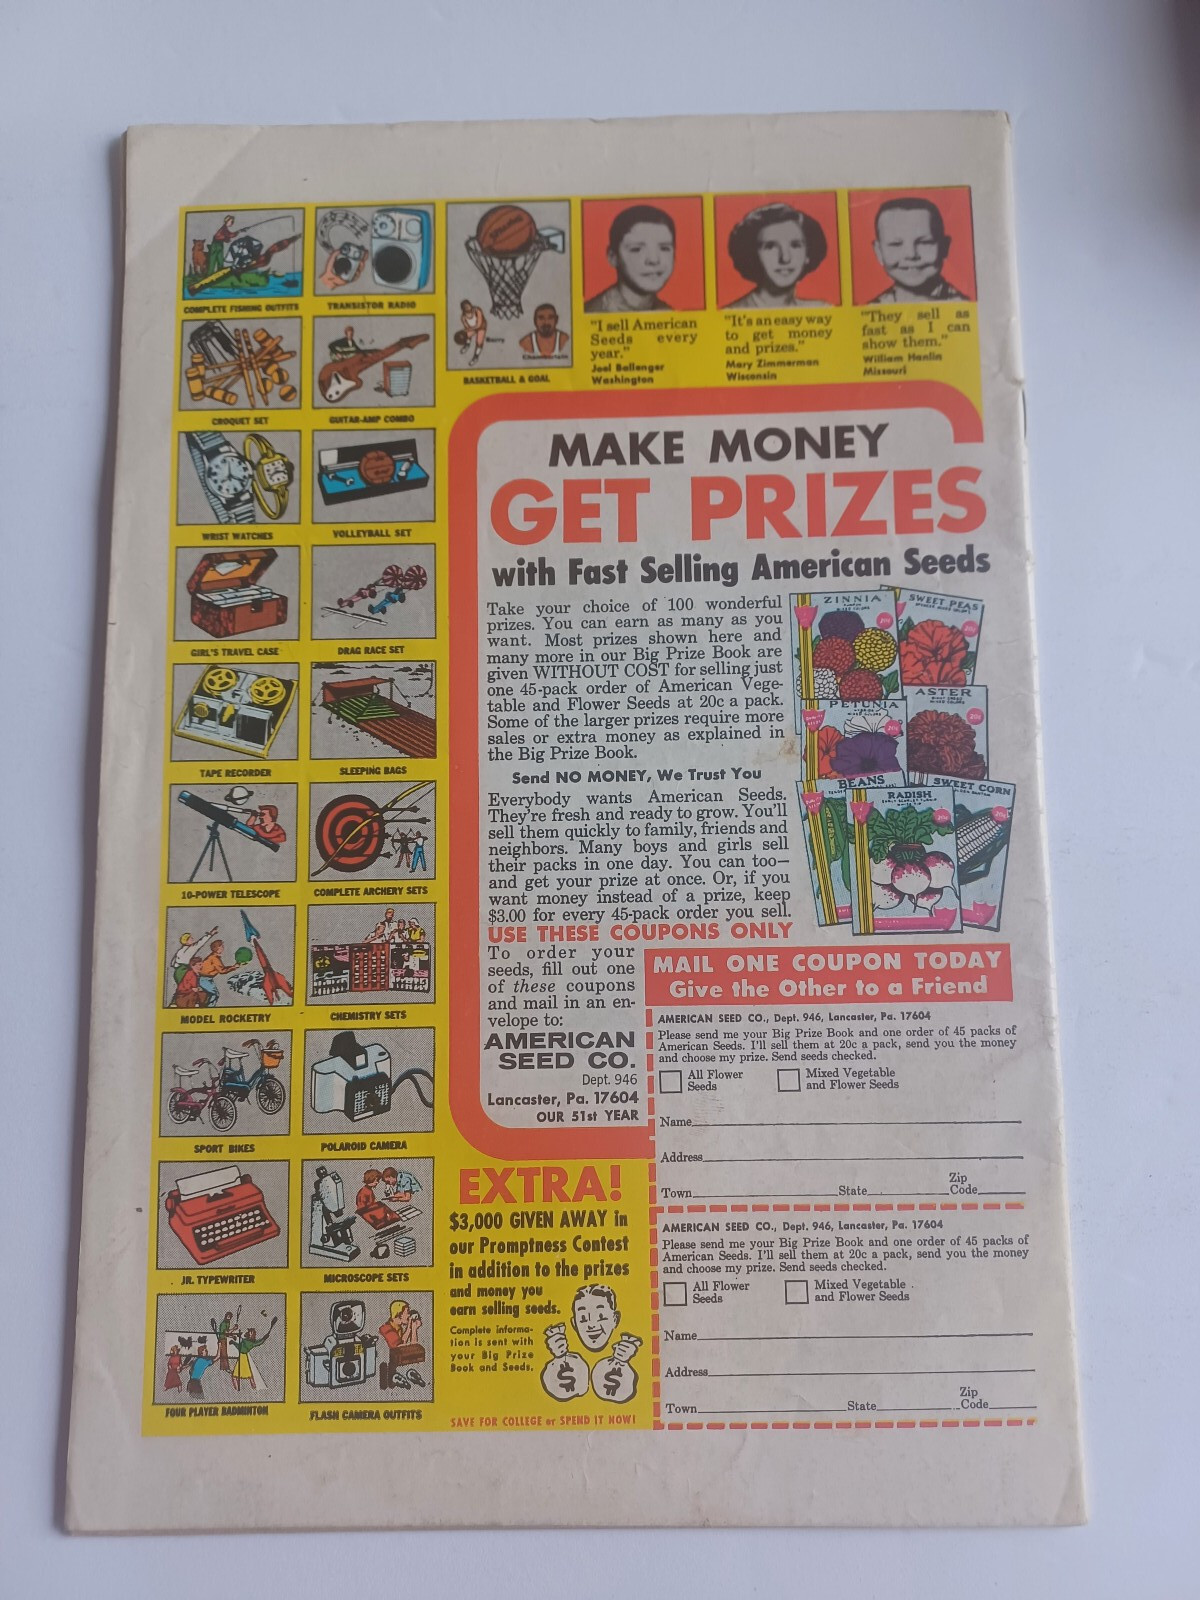 COMPLETE FISHING OUTFITS
TRANSISTOR RADIO
CROQUET SET
GUITAR-AMP COMBO
WRIST WATCHES
VOLLEYBALL SET
GIRL'S TRAVEL CASE
DRAG RACE SET
TAPE RECORDER
SLEEPING BAGS
10-POWER TELESCOPE
COMPLETE ARCHERY SETS
MODEL ROCKETRY
CHEMISTRY SETS
SPORT BIKES
POLAROID CAMERA
JR. TYPEWRITER
MICROSCOPE SETS
FOUR PLAYER BADMINTON
FLASH CAMERA OUTFITS
Barry
Chamberlain
BASKETBALL & GOAL
"I sell American
Seeds every
year."
Joel Ballenger
Washington
"It's an easy way
to get money
and prizes."
Mary Zimmerman
Wisconsin
"They sell as
fast as I can
show them."
William Hanlin
Missouri
MAKE MONEY
GET PRIZES
with Fast Selling American Seeds
Take your choice of 100 wonderful
prizes. You can earn as many as you
want. Most prizes shown here and
many more in our Big Prize Book are
given WITHOUT COST for selling just
one 45-pack order of American Vege-
table and Flower Seeds at 20c a pack.
Some of the larger prizes require more
sales or extra money as explained in
the Big Prize Book.
Send NO MONEY, We Trust You
Everybody wants American Seeds.
They're fresh and ready to grow. You'll
sell them quickly to family, friends and
neighbors. Many boys and girls sell
their packs in one day. You can too—
and get your prize at once. Or, if you
want money instead of a prize, keep
$3.00 for every 45-pack order you sell.
USE THESE COUPONS ONLY
To order your
seeds, fill out one
of these coupons
and mail in an en-
velope to:
AMERICAN
SEED CO.
Dept. 946
Lancaster, Pa. 17604
OUR 51st YEAR
ZINNIA
SWEET PEAS
ASTER
PETUNIA
BEANS
RADISH
SWEET CORN
MAIL ONE COUPON TODAY
Give the Other to a Friend
AMERICAN SEED CO., Dept. 946, Lancaster, Pa. 17604
Please send me your Big Prize Book and one order of 45 packs of
American Seeds. I'll sell them at 20c a pack, send you the money
and choose my prize. Send seeds checked.
All Flower
Seeds
Mixed Vegetable
and Flower Seeds
Name
Address
Town State Zip Code
AMERICAN SEED CO., Dept. 946, Lancaster, Pa. 17604
Please send me your Big Prize Book and one order of 45 packs of
American Seeds. I'll sell them at 20c a pack, send you the money
and choose my prize. Send seeds checked.
All Flower
Seeds
Mixed Vegetable
and Flower Seeds
Name
Address
Town State Zip Code
EXTRA!
$3,000 GIVEN AWAY in
our Promptness Contest
in addition to the prizes
and money you
earn selling seeds.
Complete informa-
tion is sent with
your Big Prize
Book and Seeds.
$ $
SAVE FOR COLLEGE or SPEND IT NOW!